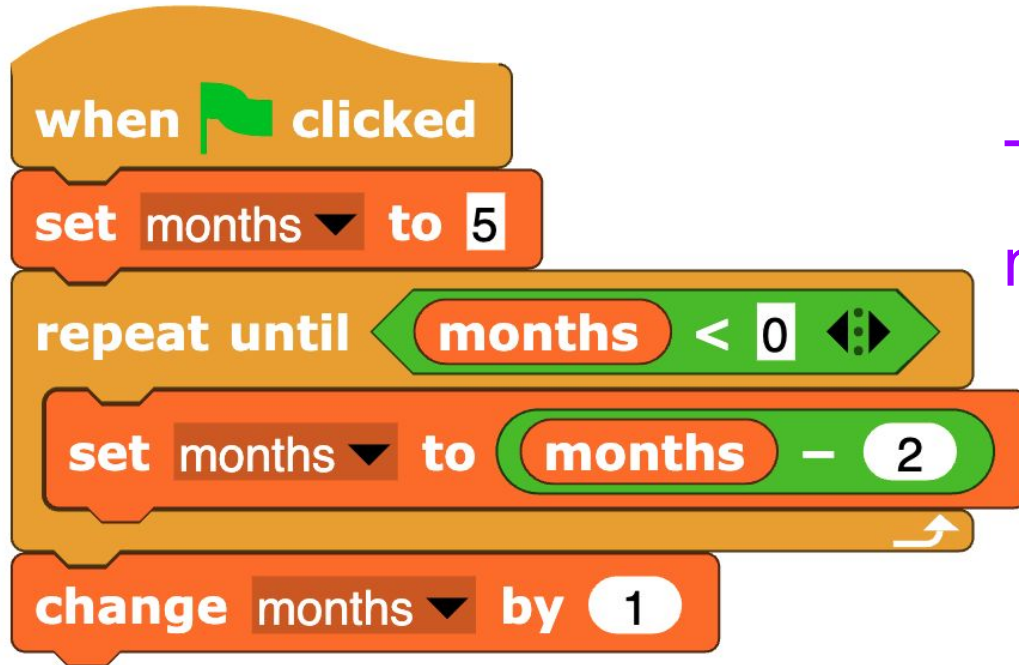 when clicked
set months to 5
repeat until months < 0
set months to months - 2
change months by 1